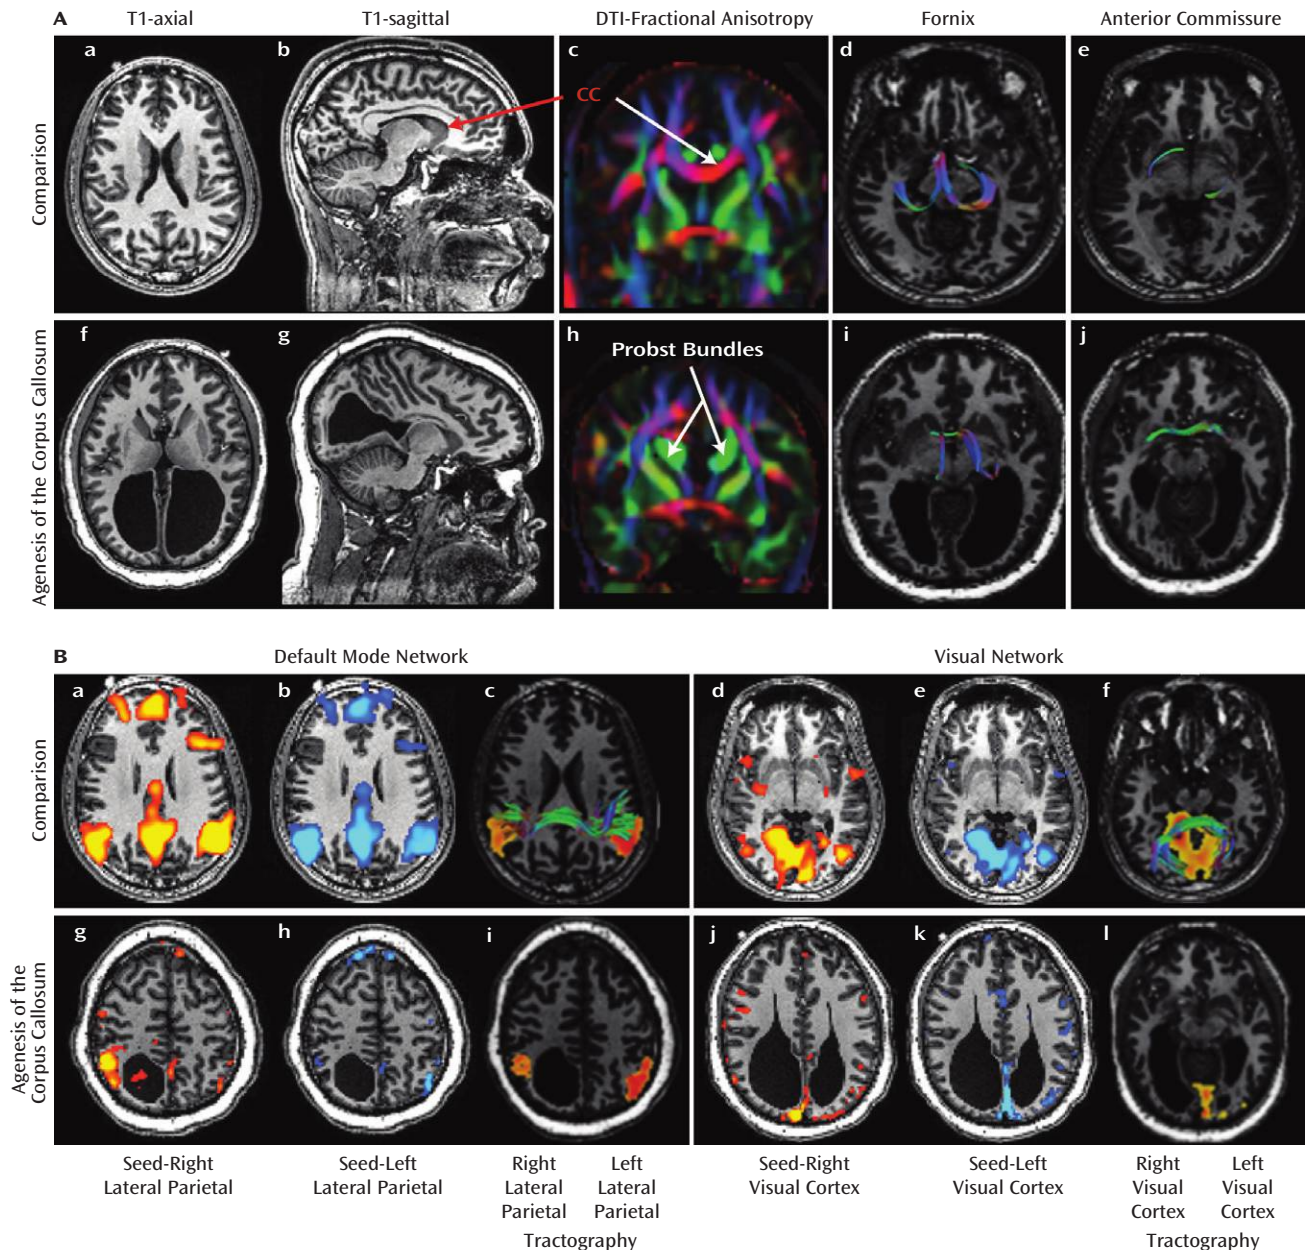 A
T1-axial
T1-sagittal
DTI-Fractional Anisotropy
Fornix
Anterior Commissure
Comparison
a
b
c
d
e
CC
Agenesis of the Corpus Callosum
f
g
h
i
j
Probst Bundles
B
Default Mode Network
Visual Network
Comparison
a
b
c
d
e
f
Agenesis of the
Corpus Callosum
g
h
i
j
k
l
Seed-Right
Lateral Parietal
Seed-Left
Lateral Parietal
Right
Lateral
Parietal
Left
Lateral
Parietal
Tractography
Seed-Right
Visual Cortex
Seed-Left
Visual Cortex
Right
Visual
Cortex
Left
Visual
Cortex
Tractography